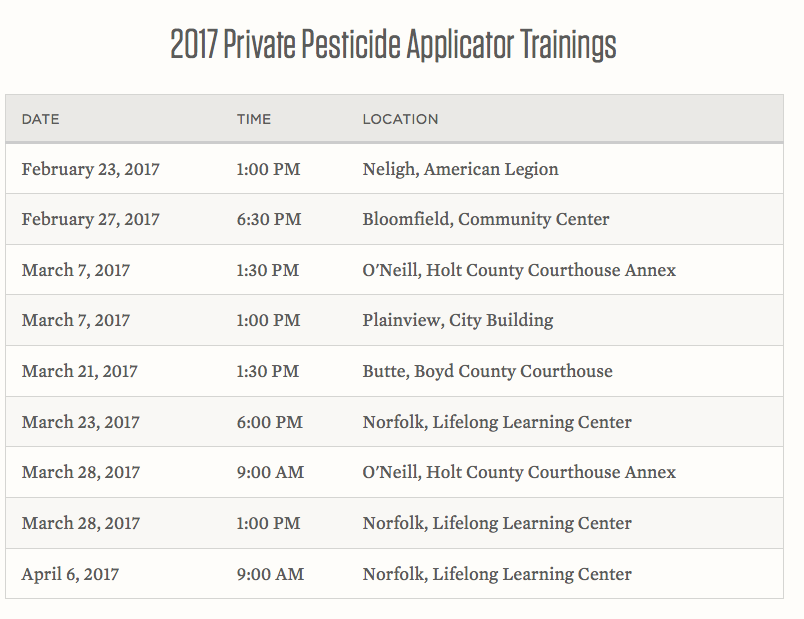 2017 Private Pesticide Applicator Trainings
DATE TIME LOCATION
February 23, 2017 1:00 PM Neligh, American Legion
February 27, 2017 6:30 PM Bloomfield, Community Center
March 7, 2017 1:30 PM O'Neill, Holt County Courthouse Annex
March 7, 2017 1:00 PM Plainview, City Building
March 21, 2017 1:30 PM Butte, Boyd County Courthouse
March 23, 2017 6:00 PM Norfolk, Lifelong Learning Center
March 28, 2017 9:00 AM O'Neill, Holt County Courthouse Annex
March 28, 2017 1:00 PM Norfolk, Lifelong Learning Center
April 6, 2017 9:00 AM Norfolk, Lifelong Learning Center